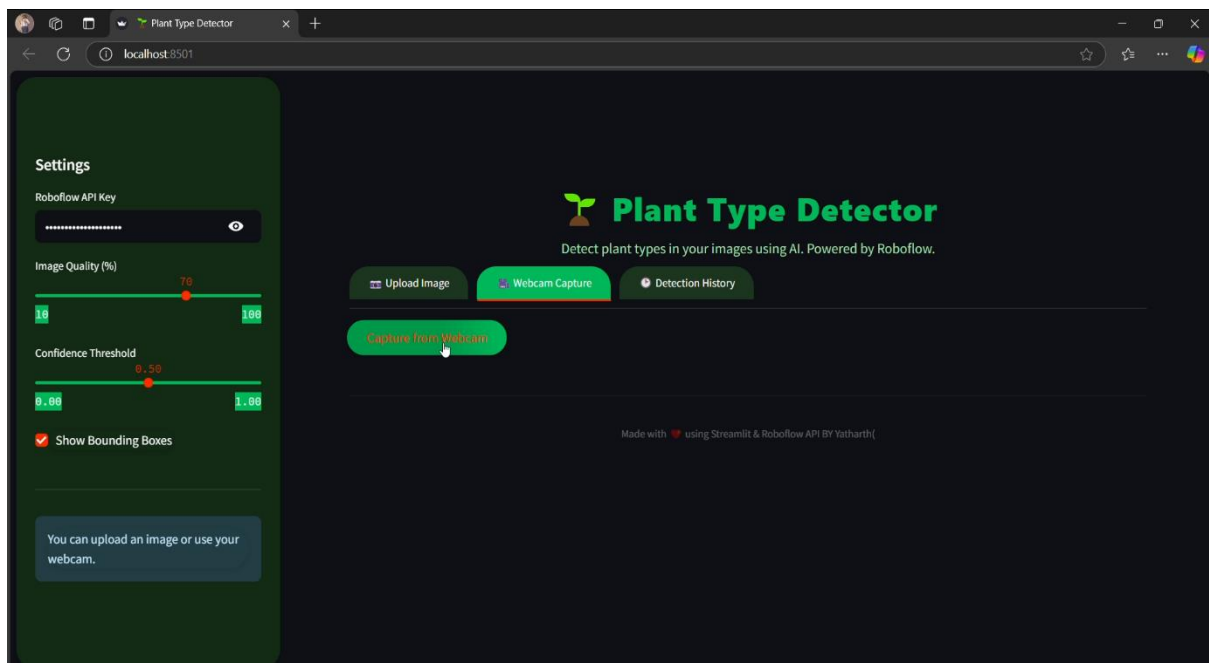 Plant Type Detector
localhost:8501
Settings
Roboflow API Key
••••••••••••••••••••
Image Quality (%)
70
10 100
Confidence Threshold
0.50
0.00 1.00
Show Bounding Boxes
You can upload an image or use your
webcam.
Plant Type Detector
Detect plant types in your images using AI. Powered by Roboflow.
Upload Image Webcam Capture Detection History
Capture from Webcam
Made with ❤️ using Streamlit & Roboflow API BY Yatharth(